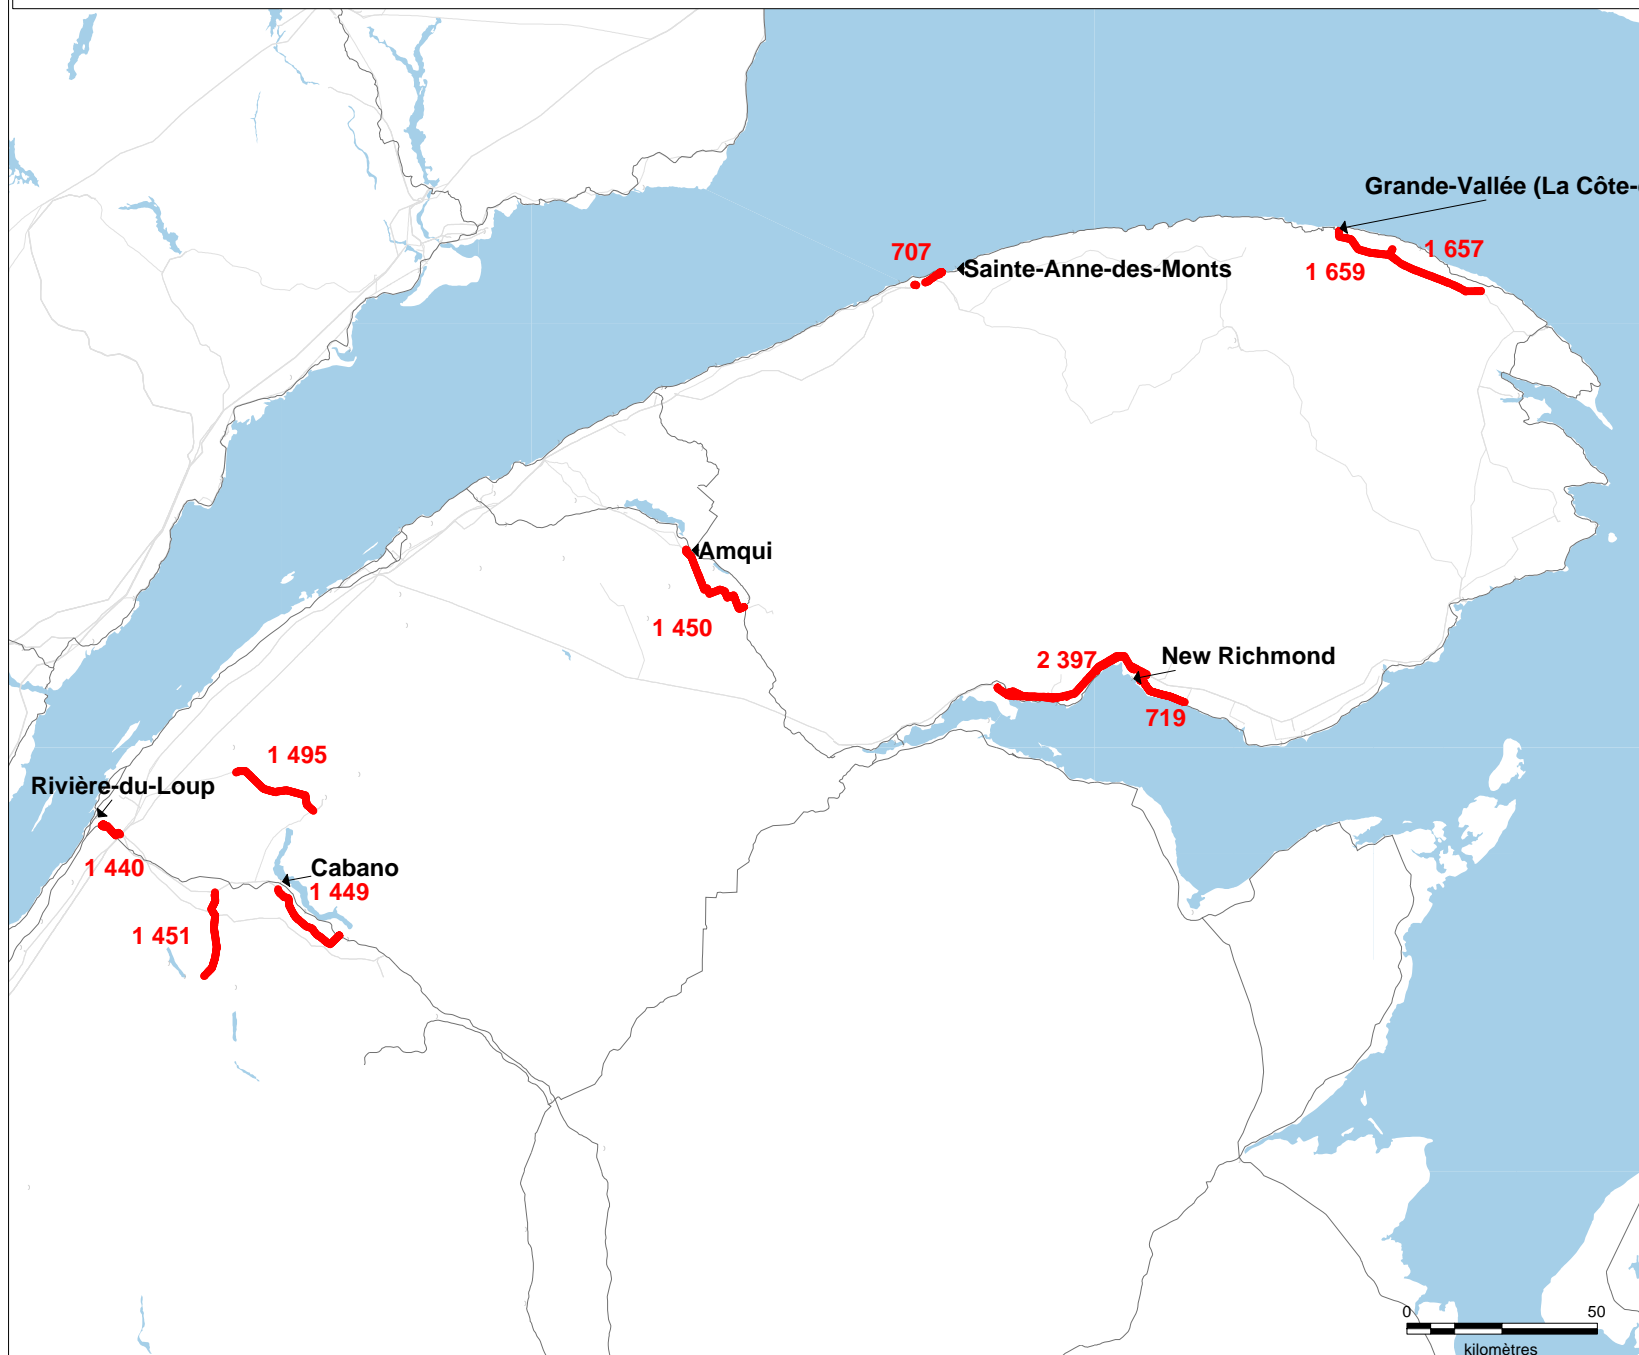 Grande-Vallée (La Côte-
707
Sainte-Anne-des-Monts
1 657
1 659
Amqui
1 450
2 397
New Richmond
719
1 495
Rivière-du-Loup
1 440
Cabano
1 449
1 451
0 50
kilomètres